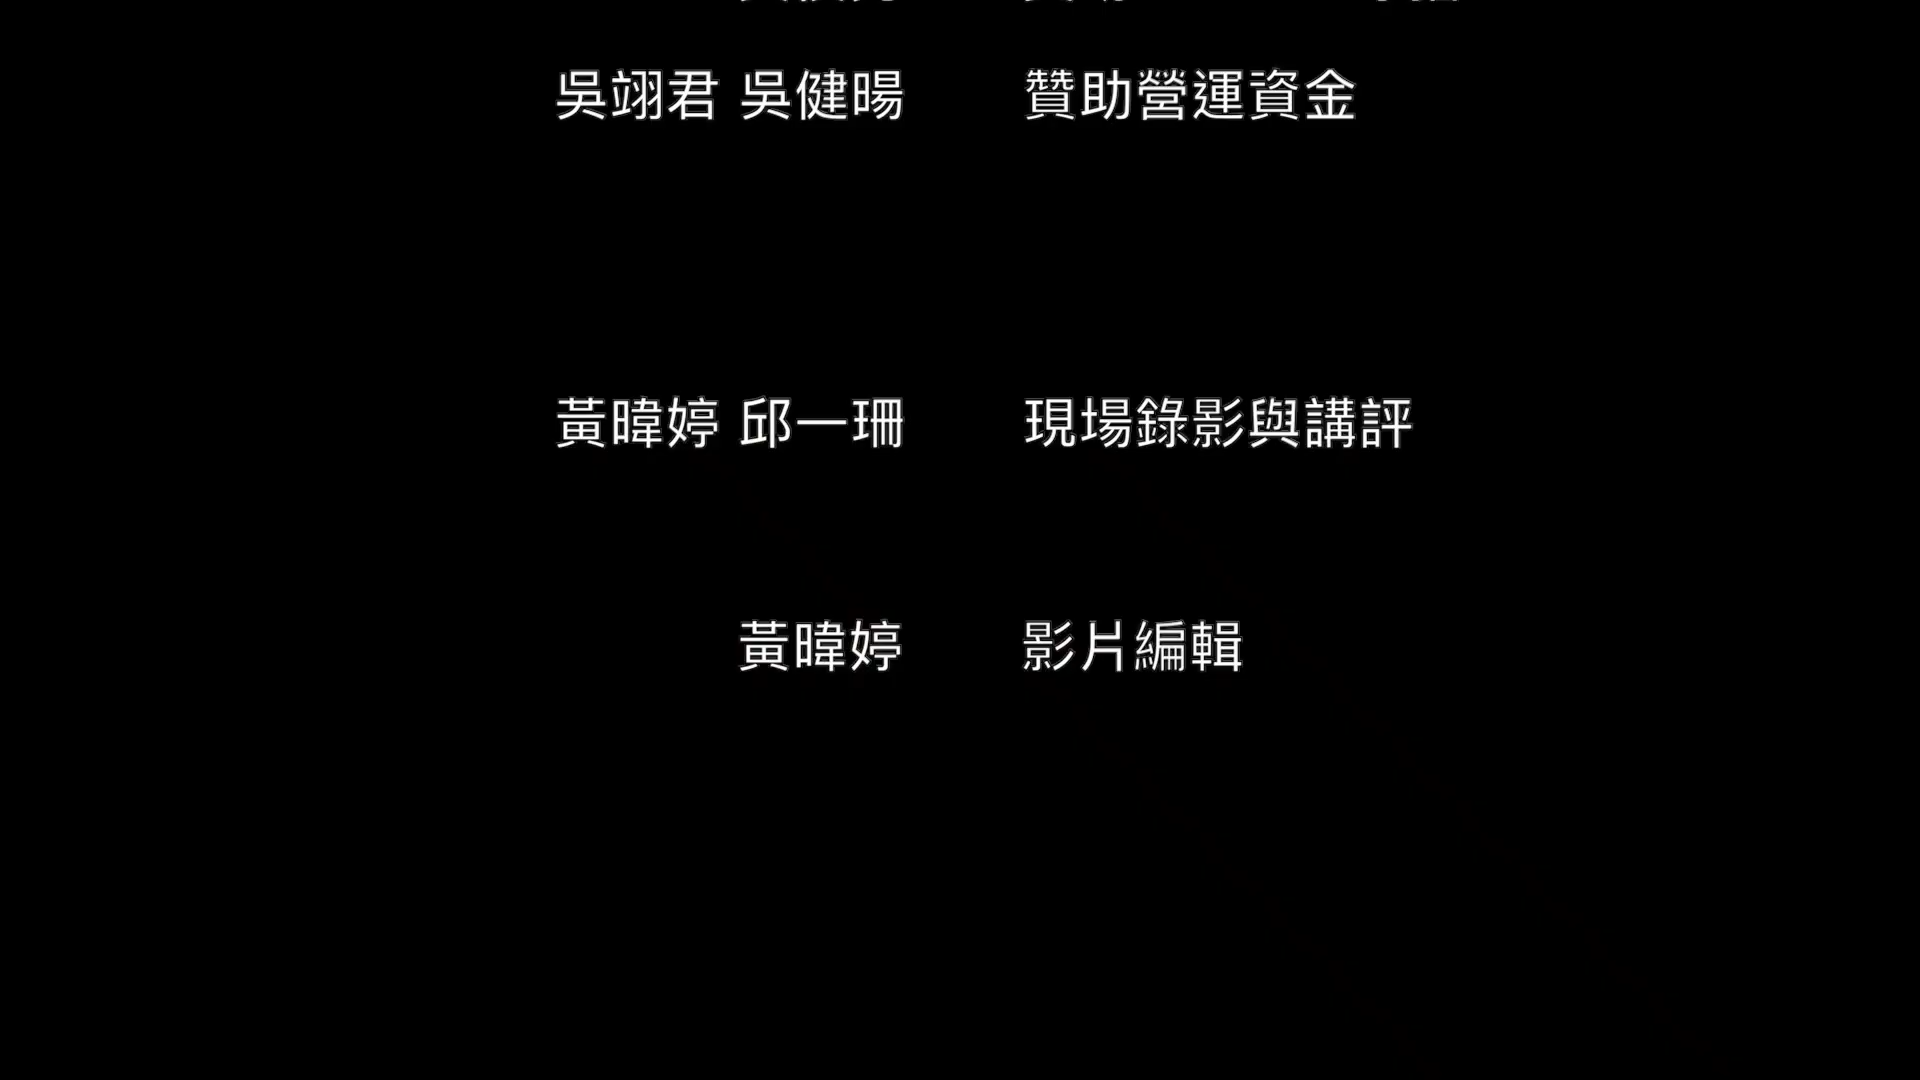 吳翊君 吳健暘 贊助營運資金
黃暐婷 邱一珊 現場錄影與講評
黃暐婷 影片編輯